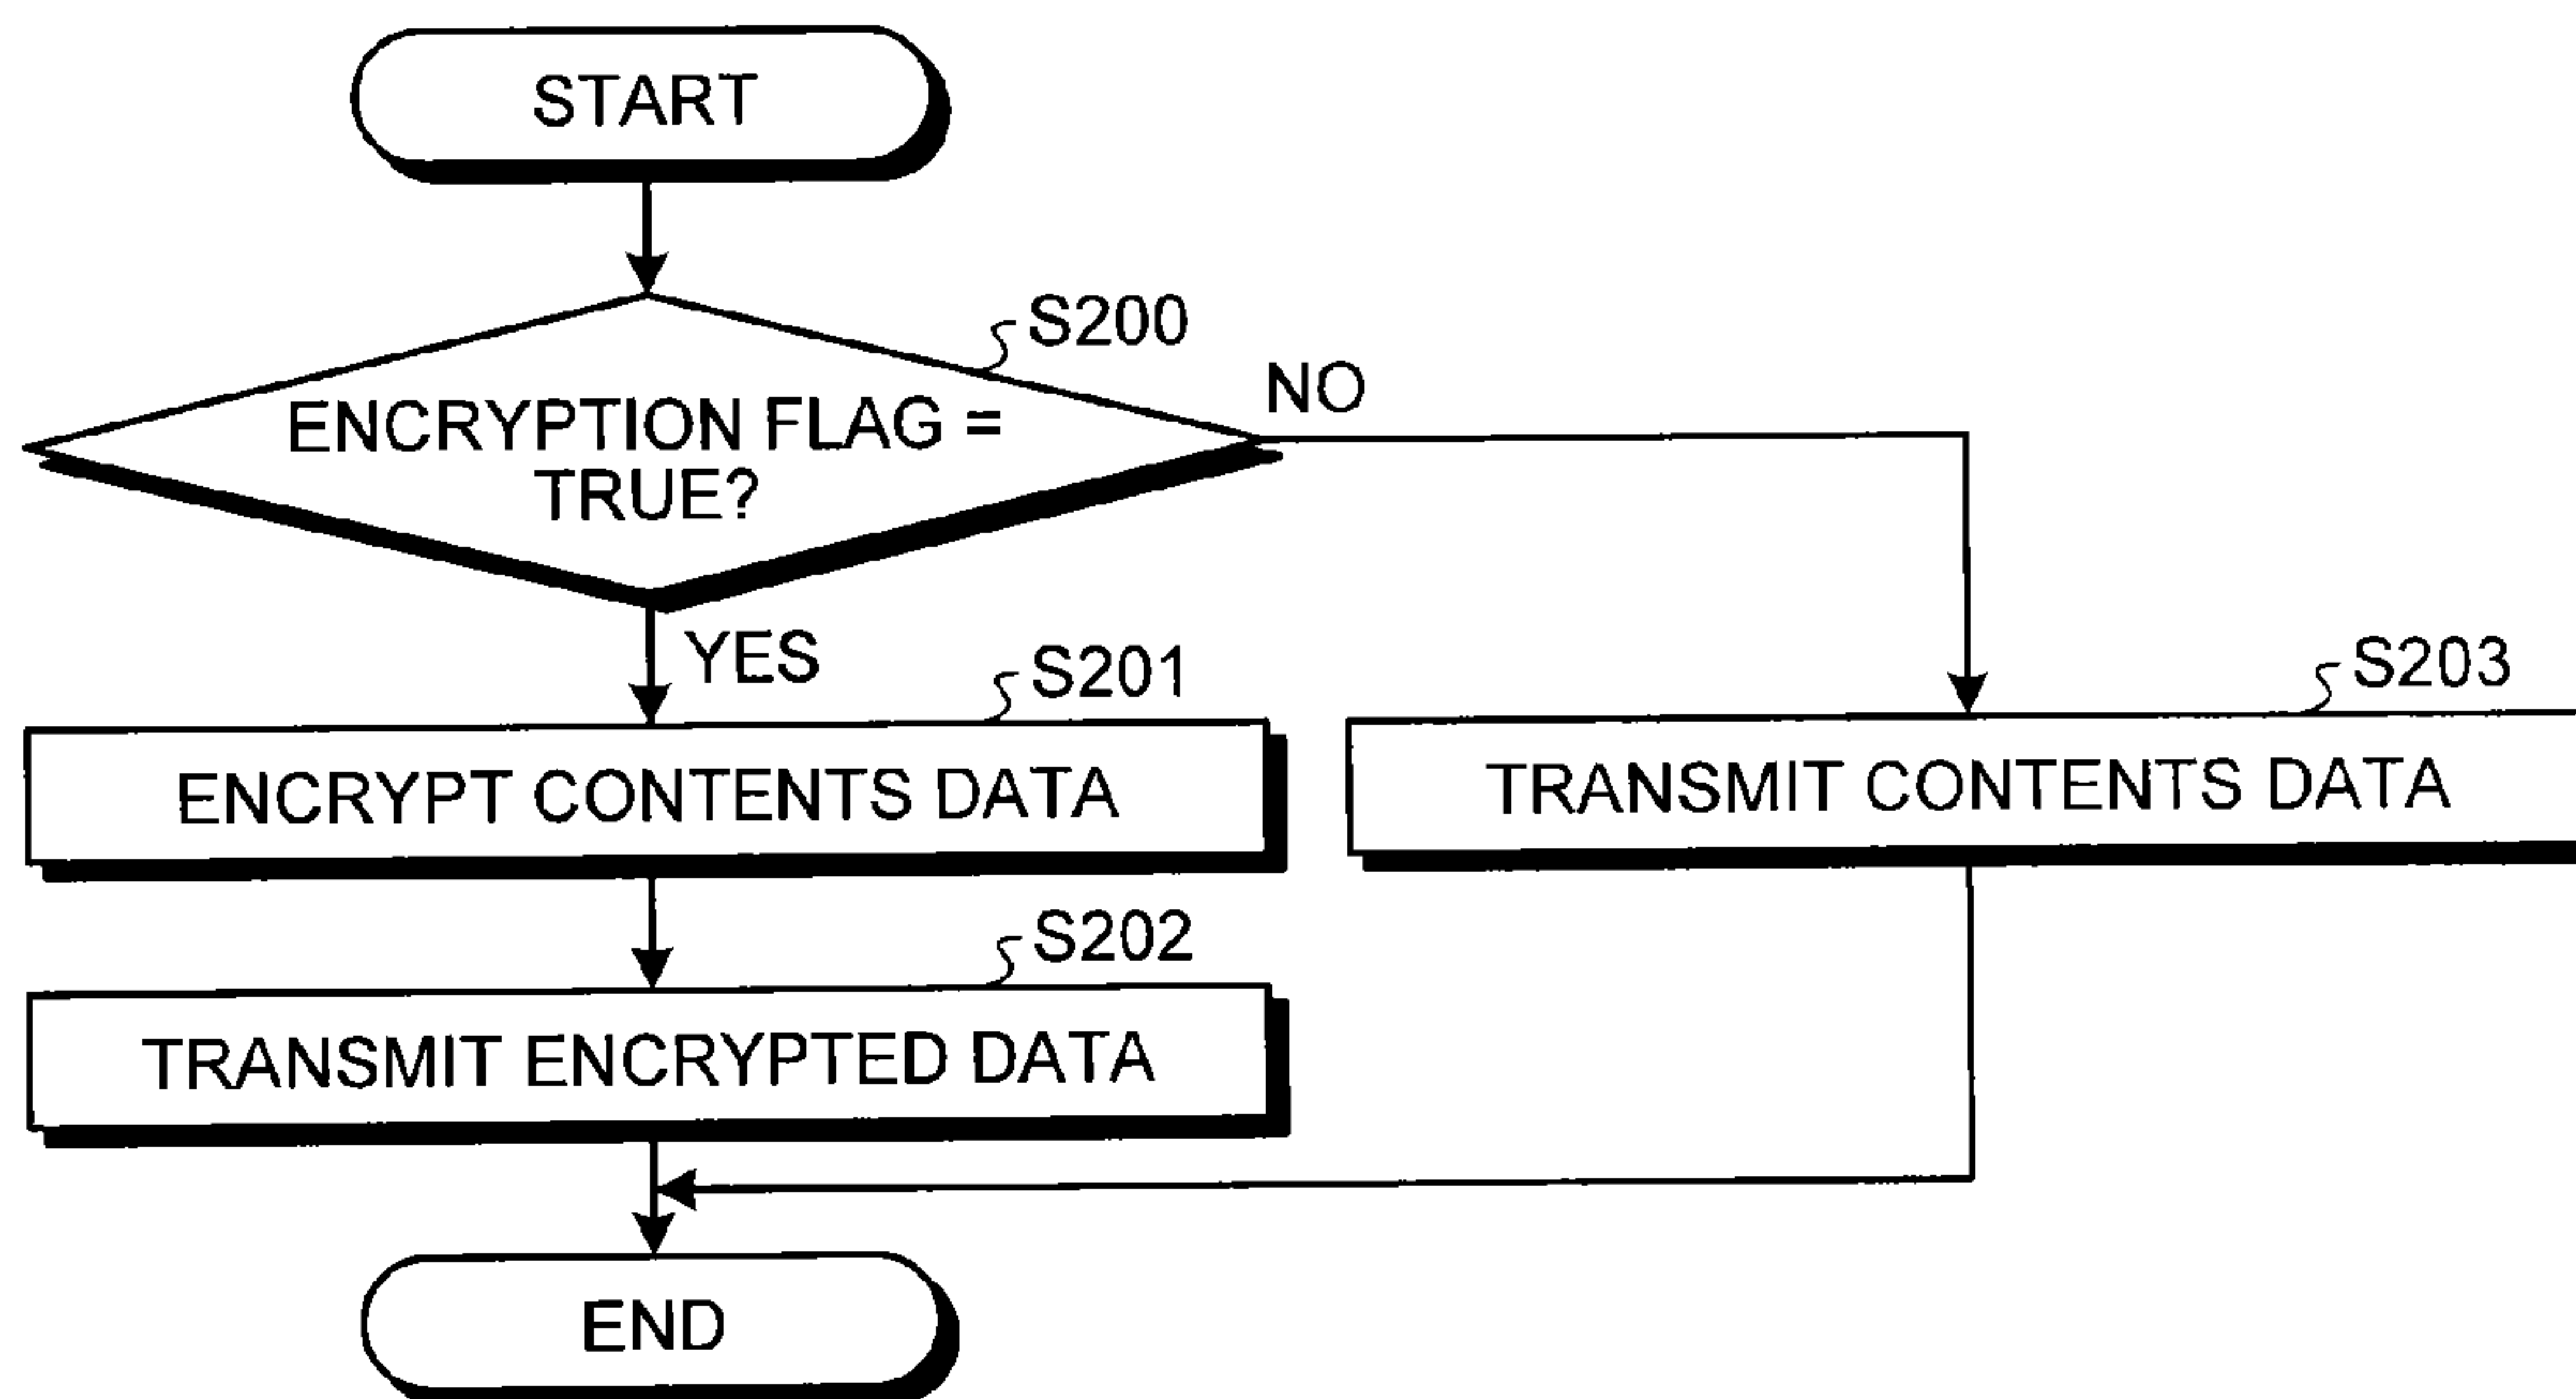 START
S200
NO
ENCRYPTION FLAG =
TRUE?
YES
S201
S203
ENCRYPT CONTENTS DATA
TRANSMIT CONTENTS DATA
S202
TRANSMIT ENCRYPTED DATA
END